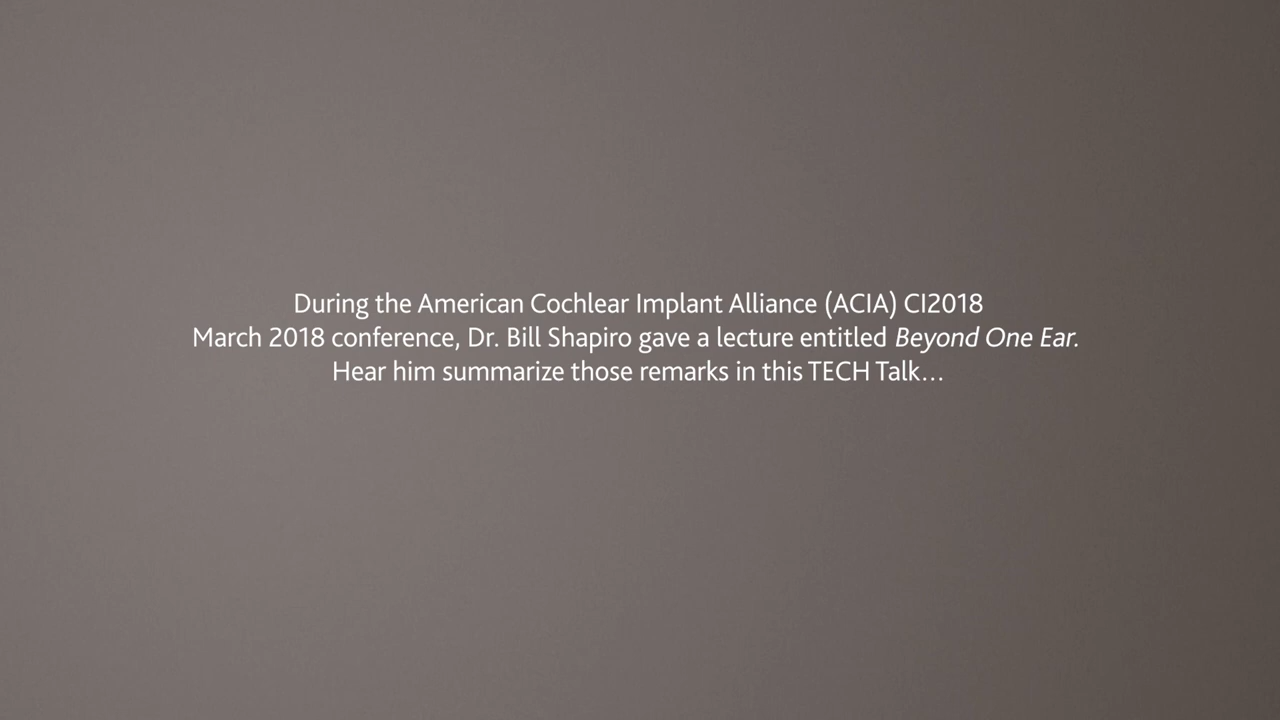 During the American Cochlear Implant Alliance (ACIA) CI2018
March 2018 conference, Dr. Bill Shapiro gave a lecture entitled Beyond One Ear.
Hear him summarize those remarks in this TECH Talk...